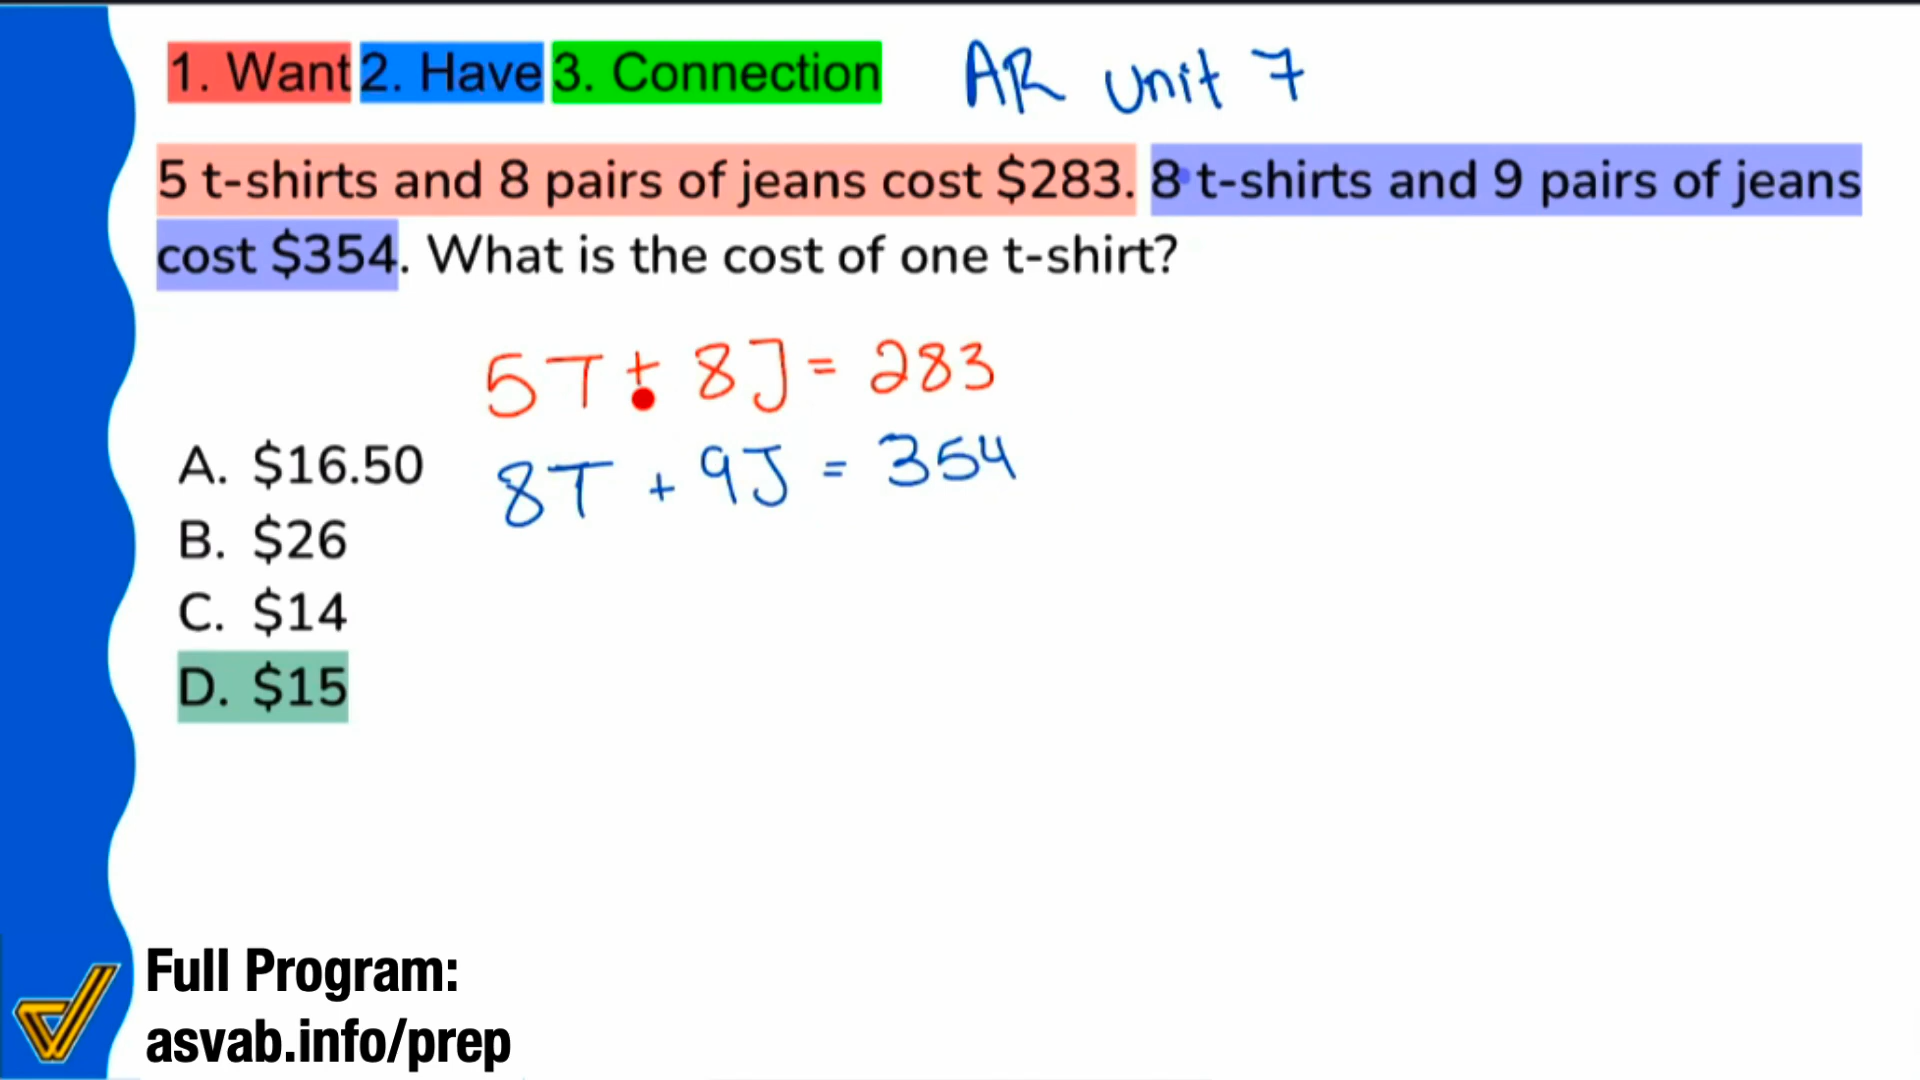 1. Want 2. Have 3. Connection AR Unit 7
5 t-shirts and 8 pairs of jeans cost $283. 8 t-shirts and 9 pairs of jeans
cost $354. What is the cost of one t-shirt?
5T + 8J = 283
8T + 9J = 354
A. $16.50
B. $26
C. $14
D. $15
Full Program:
asvab.info/prep